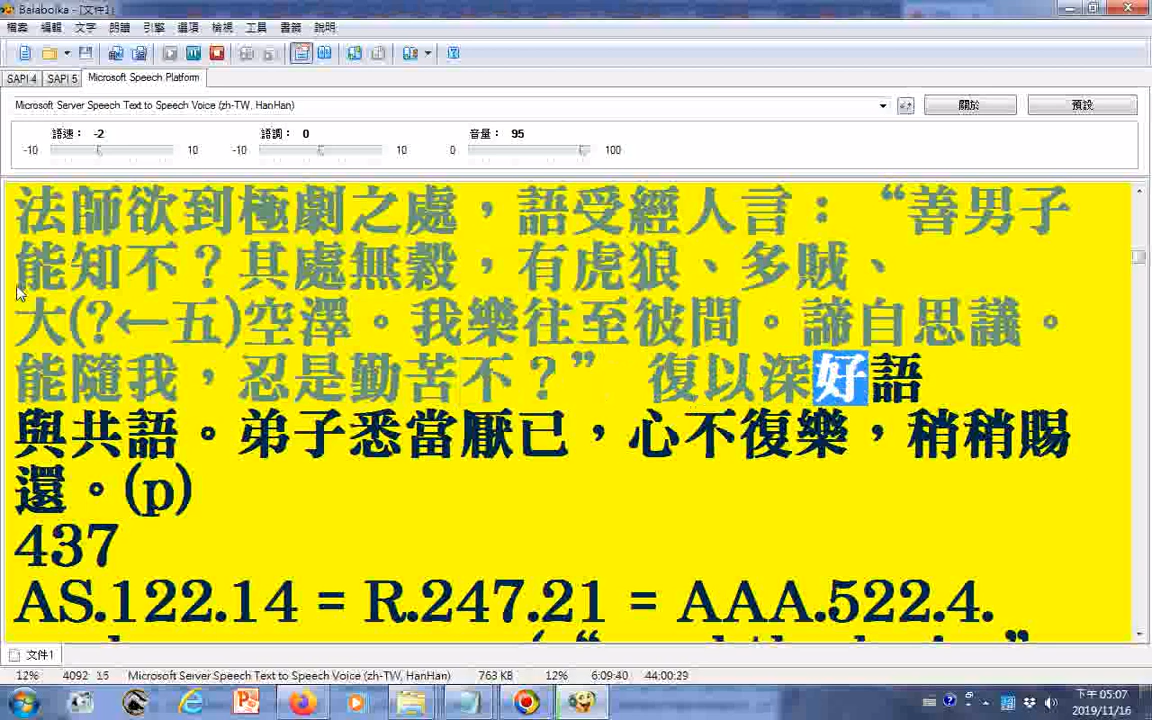 Balabolka - [文件1]
檔案 編輯 文字 朗讀 引擎 選項 檢視 工具 書籤 說明
SAPI 4 SAPI 5 Microsoft Speech Platform
Microsoft Server Speech Text to Speech Voice (zh-TW, HanHan) 關於 預設
語速： -2 語調： 0 音量： 95
-10 10 -10 10 0 100
法師欲到極劇之處，語受經人言：“善男子
能知不？其處無穀，有虎狼、多賊、
大(?←五)空澤。我樂往至彼間。諦自思議。
能隨我，忍是勤苦不？” 復以深好語
與共語。弟子悉當厭已，心不復樂，稍稍賜
還。(p)
437
AS.122.14 = R.247.21 = AAA.522.4.
文件1
12% 4092 : 15 Microsoft Server Speech Text to Speech Voice (zh-TW, HanHan) 763 KB 12% 6:09:40 44:00:29
下午 05:07
2019/11/16